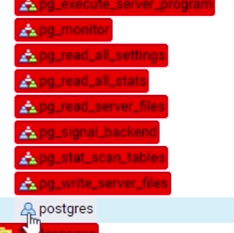 pg_execute_server_program
pg_monitor
pg_read_all_settings
pg_read_all_stats
pg_read_server_files
pg_signal_backend
pg_stat_scan_tables
pg_write_server_files
postgres